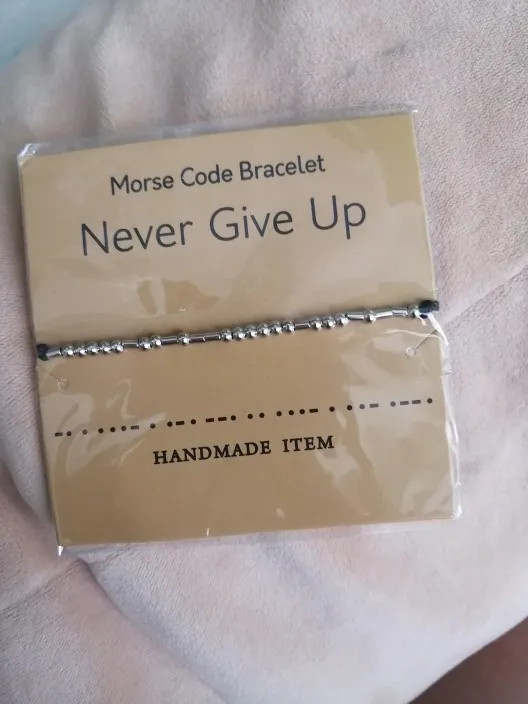 Morse Code Bracelet
Never Give Up
–· · ···– · ·–· ––· ·· ···– · ··– ·––·
HANDMADE ITEM